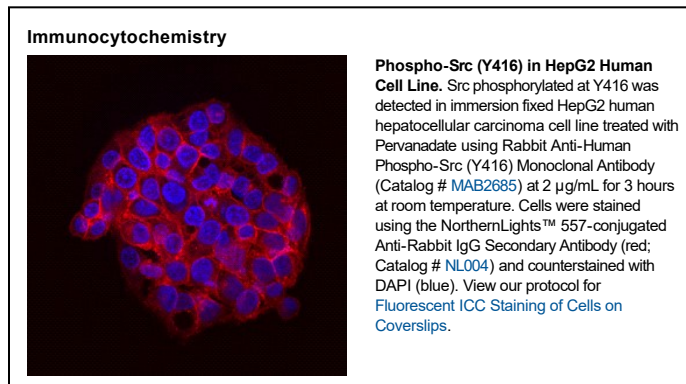 Immunocytochemistry
Phospho-Src (Y416) in HepG2 Human
Cell Line. Src phosphorylated at Y416 was
detected in immersion fixed HepG2 human
hepatocellular carcinoma cell line treated with
Pervanadate using Rabbit Anti-Human
Phospho-Src (Y416) Monoclonal Antibody
(Catalog # MAB2685) at 2 µg/mL for 3 hours
at room temperature. Cells were stained
using the NorthernLights™ 557-conjugated
Anti-Rabbit IgG Secondary Antibody (red;
Catalog # NL004) and counterstained with
DAPI (blue). View our protocol for
Fluorescent ICC Staining of Cells on
Coverslips.